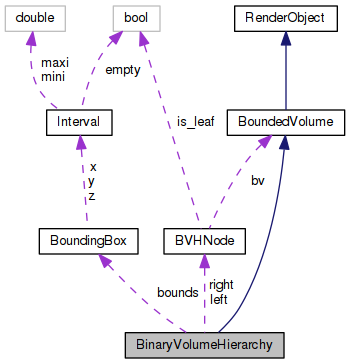 double
bool
RenderObject
maxi
mini
empty
Interval
is_leaf
BoundedVolume
x
y
z
bv
BoundingBox
BVHNode
bounds
right
left
BinaryVolumeHierarchy